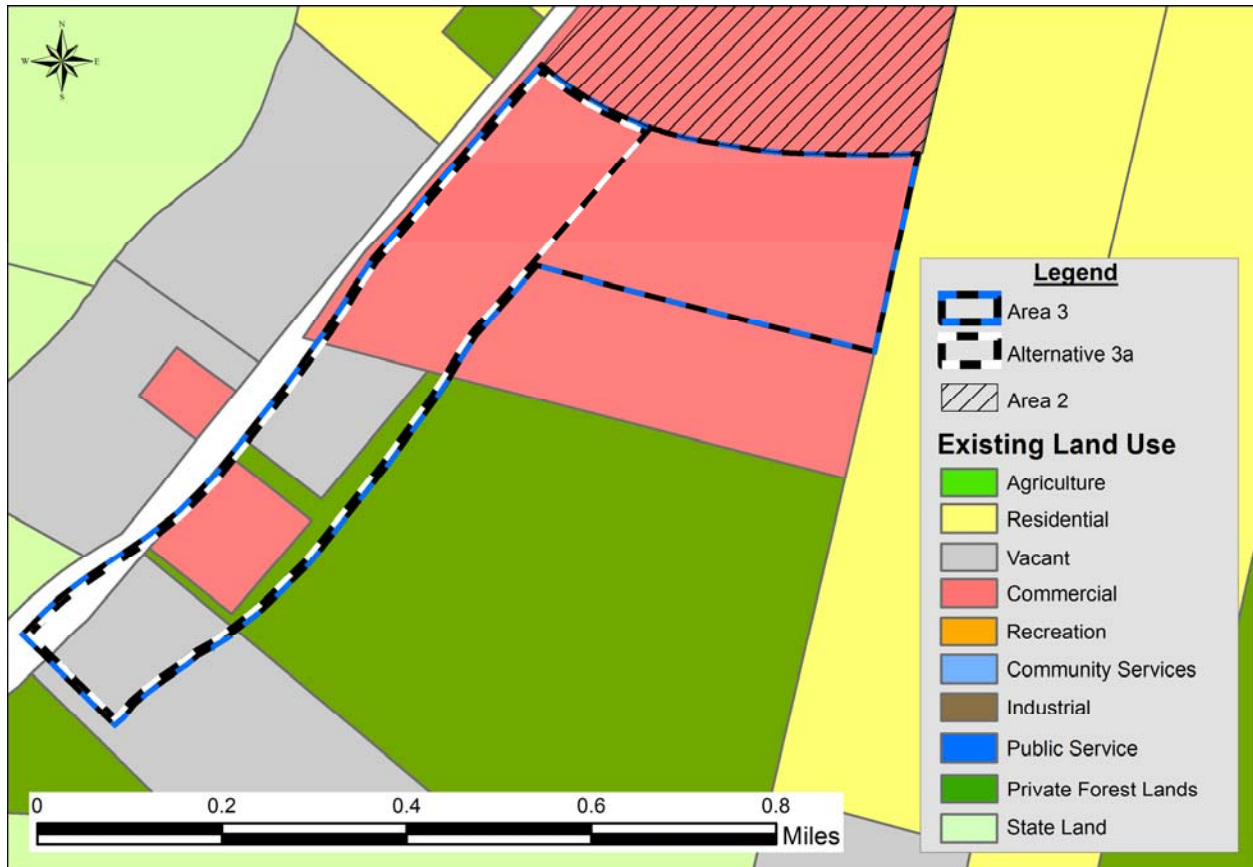 N
W E
S
Legend
Area 3
Alternative 3a
Area 2
Existing Land Use
Agriculture
Residential
Vacant
Commercial
Recreation
Community Services
Industrial
Public Service
Private Forest Lands
State Land
0 0.2 0.4 0.6 0.8
Miles